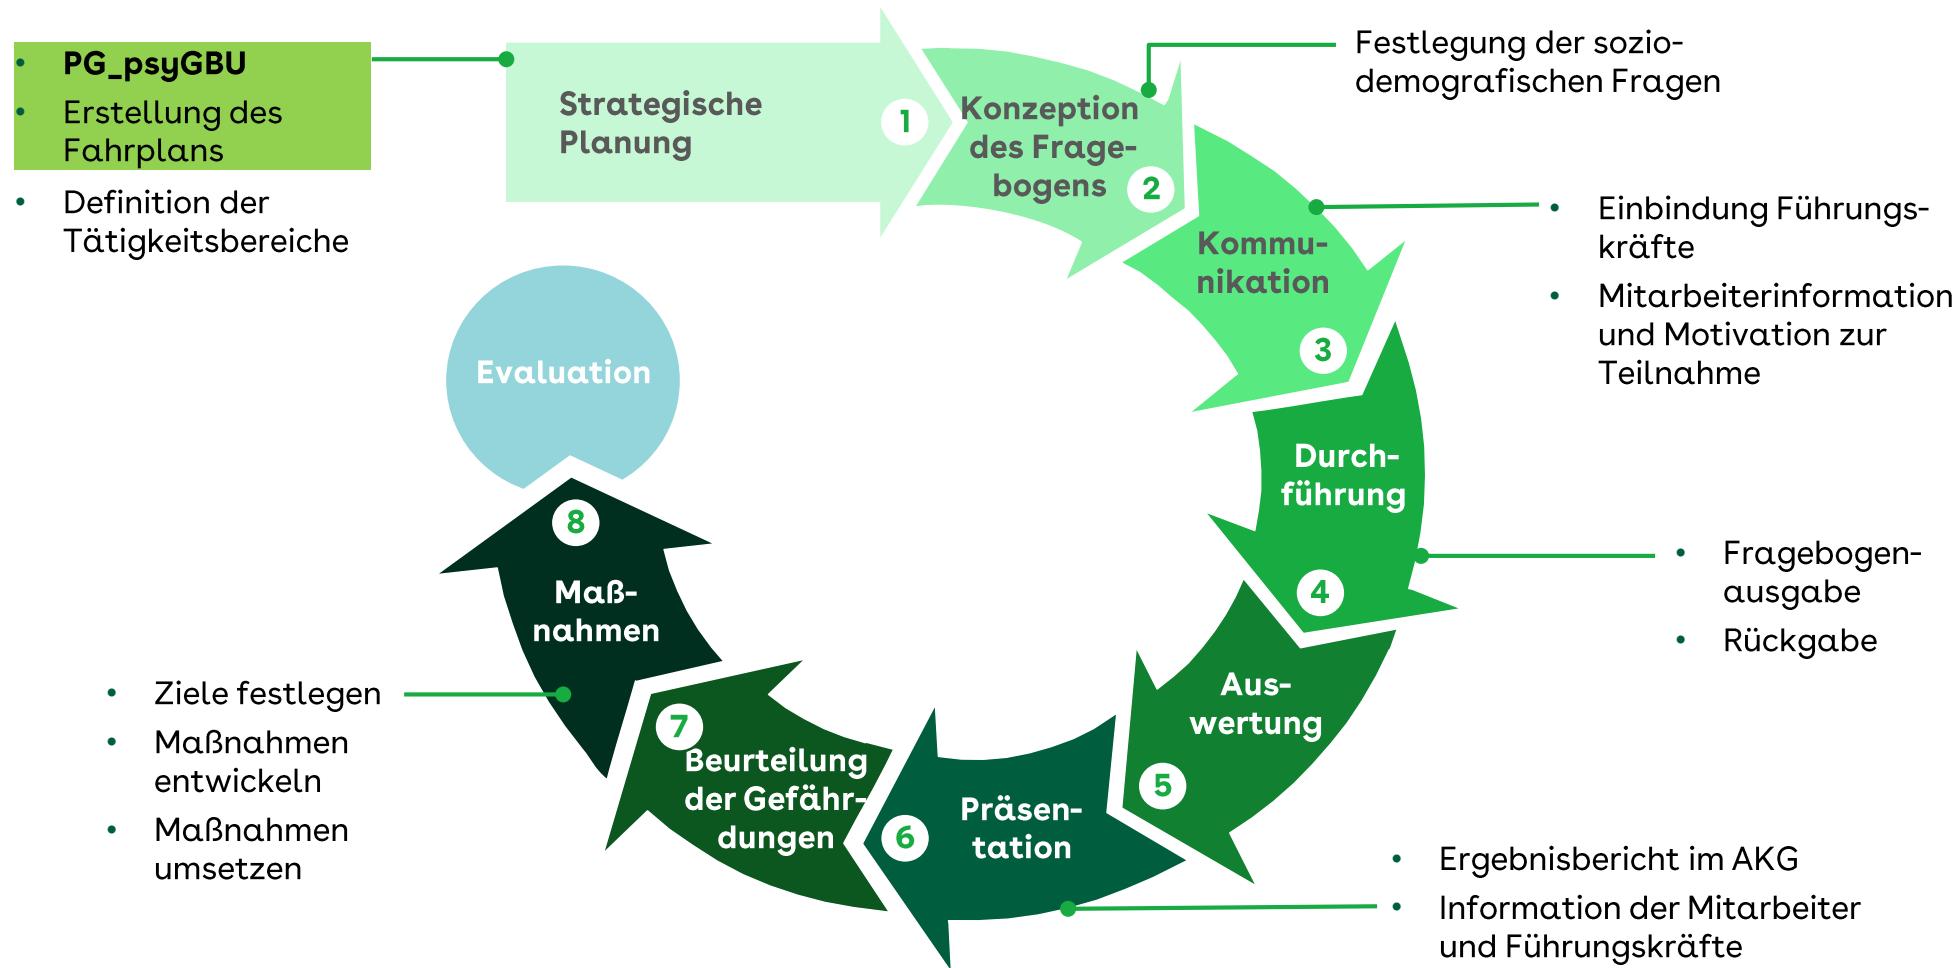 • PG_psyGBU
• Erstellung des
Fahrplans
• Definition der
Tätigkeitsbereiche
Strategische
Planung
1
Konzeption
des Frage-
bogens
2
Festlegung der sozio-
demografischen Fragen
Kommu-
nikation
3
• Einbindung Führungs-
kräfte
• Mitarbeiterinformation
und Motivation zur
Teilnahme
Durch-
führung
4
• Fragebogen-
ausgabe
• Rückgabe
Aus-
wertung
5
Präsen-
tation
6
• Ergebnisbericht im AKG
• Information der Mitarbeiter
und Führungskräfte
7
Beurteilung
der Gefähr-
dungen
8
Maß-
nahmen
• Ziele festlegen
• Maßnahmen
entwickeln
• Maßnahmen
umsetzen
Evaluation